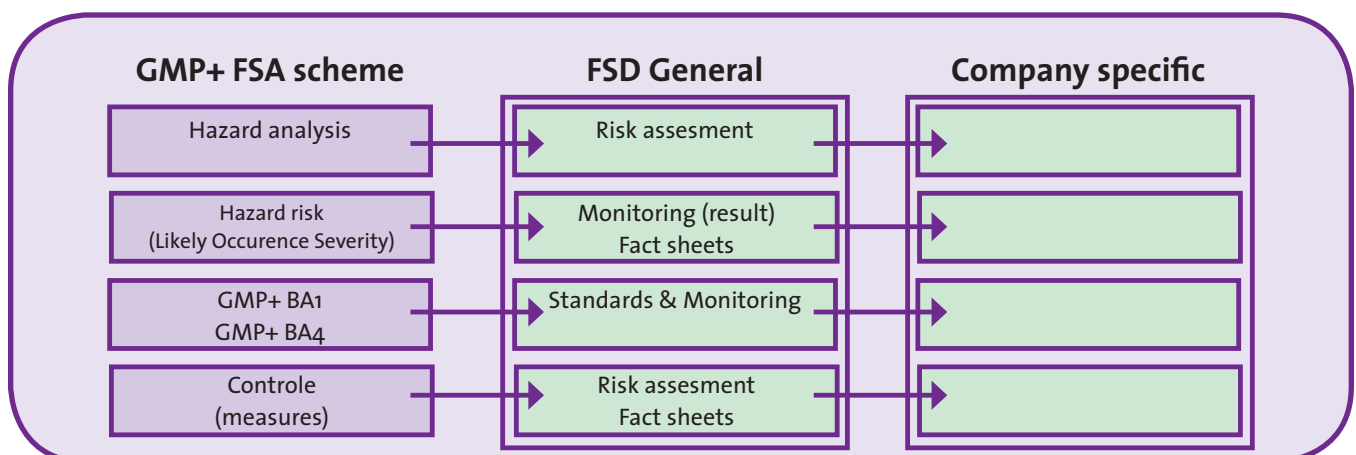 GMP+ FSA scheme
FSD General
Company specific
Hazard analysis
Risk assesment
Hazard risk
(Likely Occurence Severity)
Monitoring (result)
Fact sheets
GMP+ BA1
GMP+ BA4
Standards & Monitoring
Controle
(measures)
Risk assesment
Fact sheets